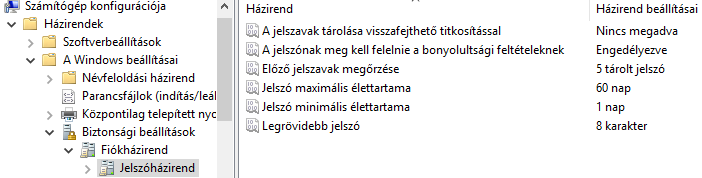 Számítógép konfigurációja
Házirendek
Szoftverbeállítások
A Windows beállításai
Névfeloldási házirend
Parancsfájlok (indítás/leál
Központilag telepített nyc
Biztonsági beállítások
Fiókházirend
Jelszóházirend
Házirend Házirend beállításai
A jelszavak tárolása visszafejthető titkosítással Nincs megadva
A jelszónak meg kell felelnie a bonyolultsági feltételeknek Engedélyezve
Előző jelszavak megőrzése 5 tárolt jelszó
Jelszó maximális élettartama 60 nap
Jelszó minimális élettartama 1 nap
Legrövidebb jelszó 8 karakter